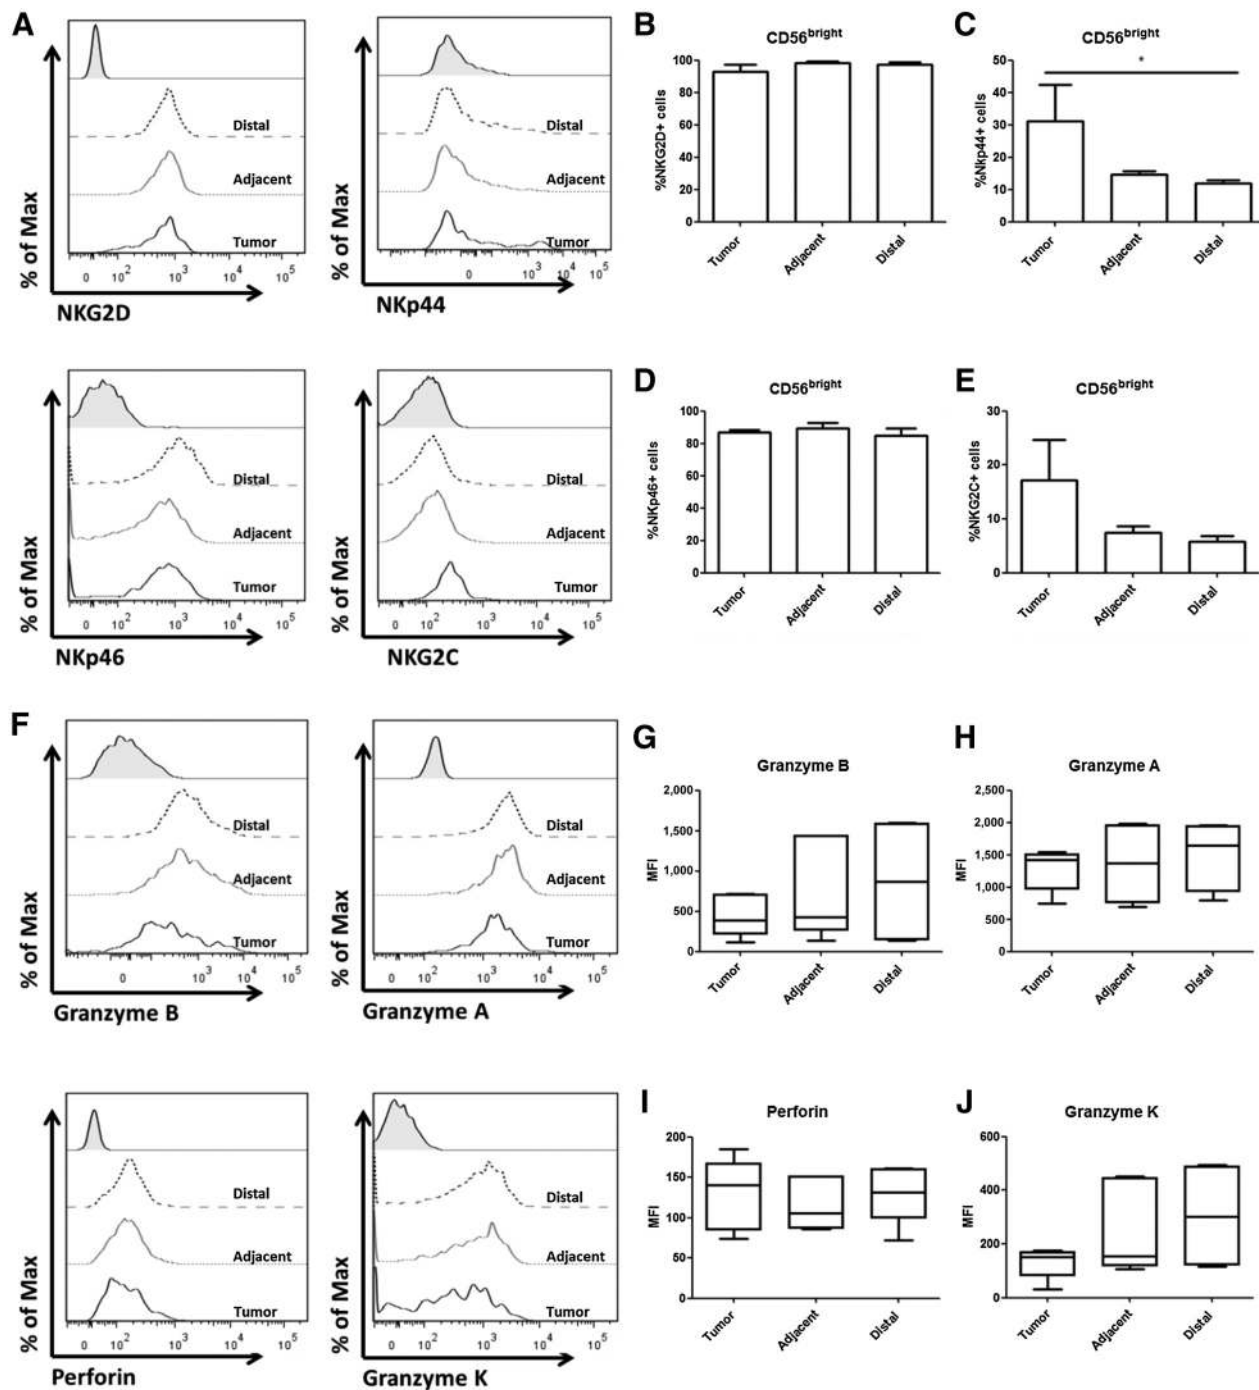 A
% of Max
Distal
Adjacent
Tumor
0 10² 10³ 10⁴ 10⁵
NKG2D
% of Max
Distal
Adjacent
Tumor
0 10² 10³ 10⁴ 10⁵
NKp44
B
CD56bright
%NKG2D+ cells
100
80
60
40
20
0
Tumor Adjacent Distal
C
CD56bright
*
%Nkp44+ cells
50
40
30
20
10
0
Tumor Adjacent Distal
% of Max
Distal
Adjacent
Tumor
0 10² 10³ 10⁴ 10⁵
NKp46
% of Max
Distal
Adjacent
Tumor
0 10² 10³ 10⁴ 10⁵
NKG2C
D
CD56bright
%NKp46+ cells
100
80
60
40
20
0
Tumor Adjacent Distal
E
CD56bright
%NKG2C+ cells
30
20
10
0
Tumor Adjacent Distal
F
% of Max
Distal
Adjacent
Tumor
0 10³ 10⁴ 10⁵
Granzyme B
% of Max
Distal
Adjacent
Tumor
10² 10³ 10⁴ 10⁵
Granzyme A
G
Granzyme B
MFI
2,000
1,500
1,000
500
0
Tumor Adjacent Distal
H
Granzyme A
MFI
2,500
2,000
1,500
1,000
500
0
Tumor Adjacent Distal
% of Max
Distal
Adjacent
Tumor
0 10² 10³ 10⁴ 10⁵
Perforin
% of Max
Distal
Adjacent
Tumor
0 10² 10³ 10⁴ 10⁵
Granzyme K
I
Perforin
MFI
200
150
100
50
0
Tumor Adjacent Distal
J
Granzyme K
MFI
600
400
200
0
Tumor Adjacent Distal